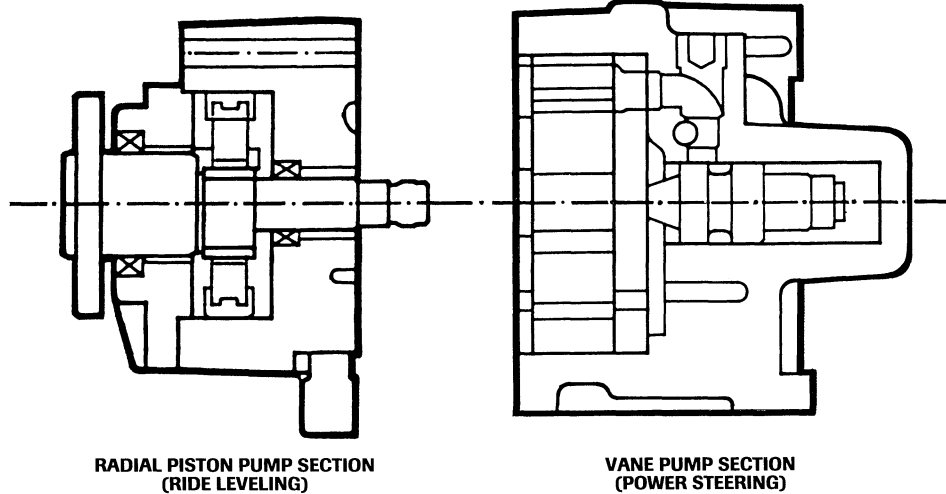 RADIAL PISTON PUMP SECTION
(RIDE LEVELING)
VANE PUMP SECTION
(POWER STEERING)